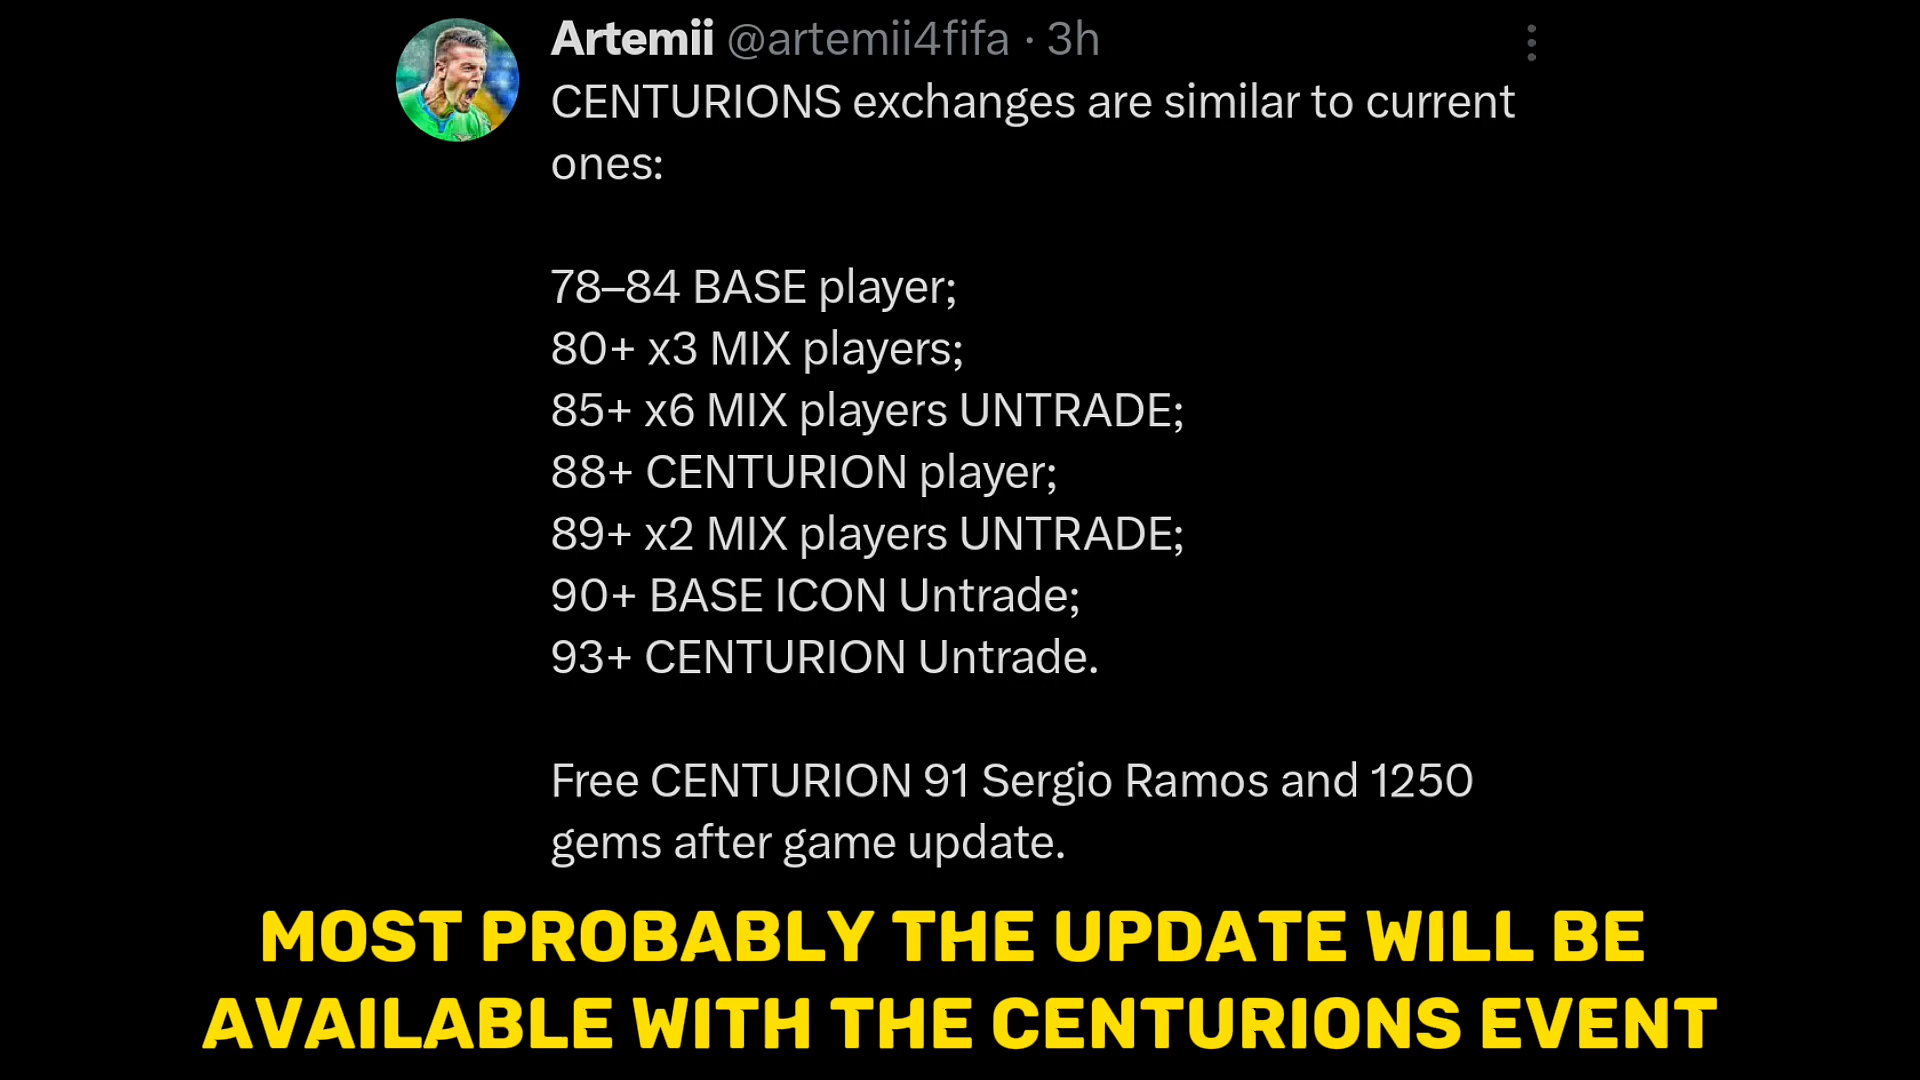 Artemii @artemii4fifa · 3h
CENTURIONS exchanges are similar to current
ones:
78–84 BASE player;
80+ x3 MIX players;
85+ x6 MIX players UNTRADE;
88+ CENTURION player;
89+ x2 MIX players UNTRADE;
90+ BASE ICON Untrade;
93+ CENTURION Untrade.
Free CENTURION 91 Sergio Ramos and 1250
gems after game update.
MOST PROBABLY THE UPDATE WILL BE
AVAILABLE WITH THE CENTURIONS EVENT